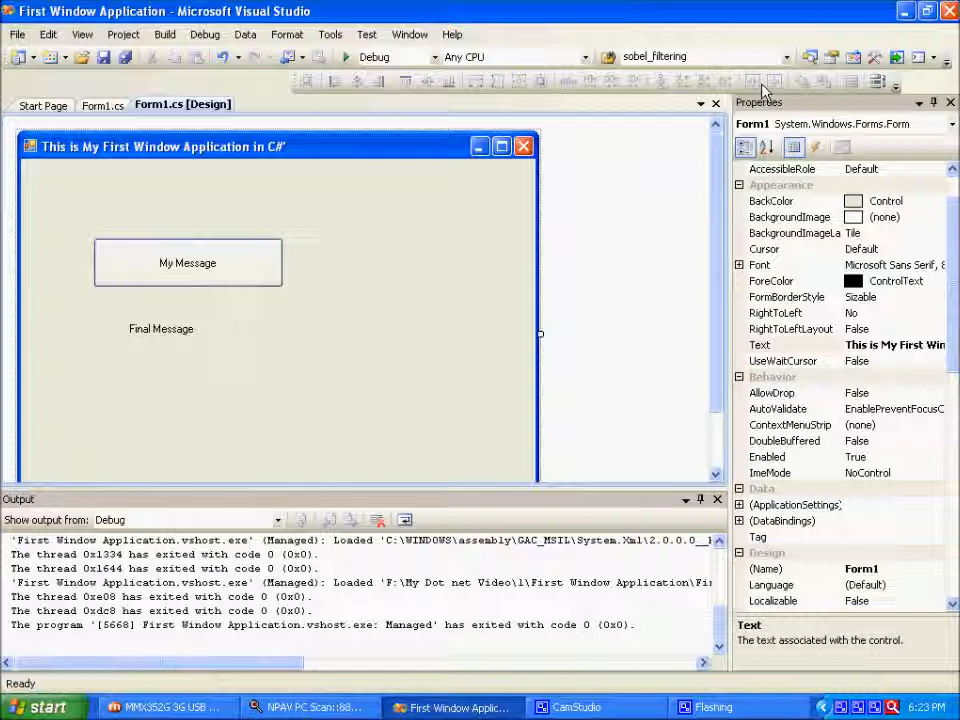 First Window Application - Microsoft Visual Studio
File Edit View Project Build Debug Data Format Tools Test Window Help
Debug Any CPU sobel_filtering
Start Page Form1.cs Form1.cs [Design]
Properties
Form1 System.Windows.Forms.Form
This is My First Window Application in C#'
My Message
Final Message
AccessibleRole Default
Appearance
BackColor Control
BackgroundImage (none)
BackgroundImageLa Tile
Cursor Default
Font Microsoft Sans Serif, 8
ForeColor ControlText
FormBorderStyle Sizable
RightToLeft No
RightToLeftLayout False
Text This is My First Win
UseWaitCursor False
Behavior
AllowDrop False
AutoValidate EnablePreventFocusC
ContextMenuStrip (none)
DoubleBuffered False
Enabled True
ImeMode NoControl
Data
(ApplicationSettings)
(DataBindings)
Tag
Design
(Name) Form1
Language (Default)
Localizable False
Text
The text associated with the control.
Output
Show output from: Debug
'First Window Application.vshost.exe' (Managed): Loaded 'C:\WINDOWS\assembly\GAC_MSIL\System.Xml\2.0.0.0__
The thread 0x1334 has exited with code 0 (0x0).
The thread 0x1644 has exited with code 0 (0x0).
'First Window Application.vshost.exe' (Managed): Loaded 'F:\My Dot net Video\1\First Window Application\Fi
The thread 0xe08 has exited with code 0 (0x0).
The thread 0xdc8 has exited with code 0 (0x0).
The program '[5668] First Window Application.vshost.exe: Managed' has exited with code 0 (0x0).
Ready
start MMX352G 3G USB ... NPAV PC Scan::88... First Window Applic... CamStudio Flashing 6:23 PM